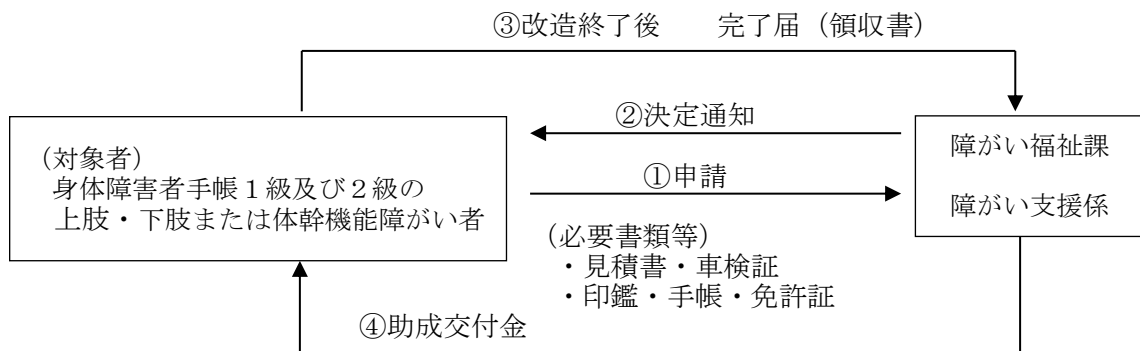 ③改造終了後　　完了届（領収書）
②決定通知
(対象者)
身体障害者手帳１級及び２級の
上肢・下肢または体幹機能障がい者
障がい福祉課
障がい支援係
①申請
(必要書類等)
・見積書・車検証
・印鑑・手帳・免許証
④助成交付金